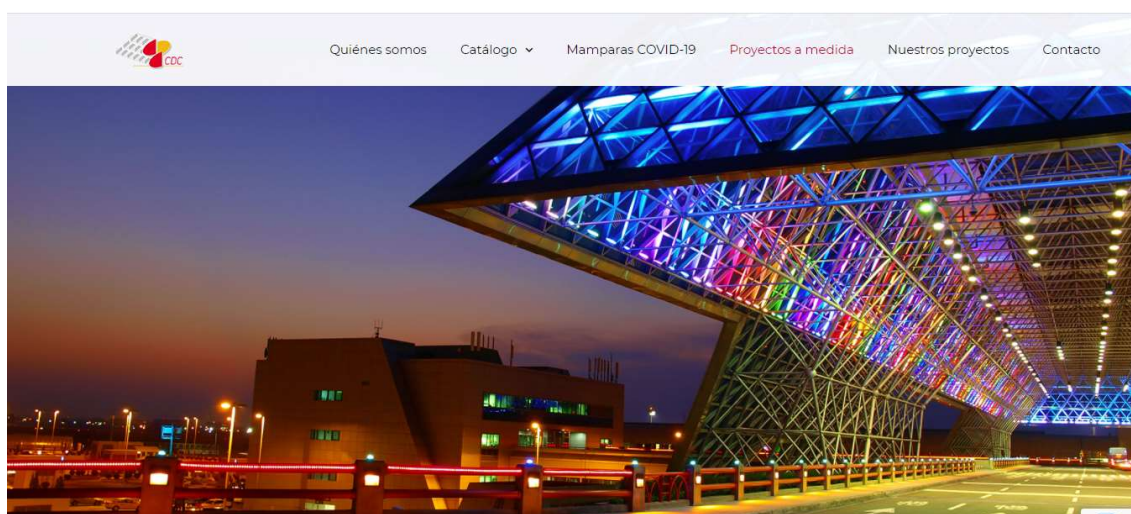 CDC
Quiénes somos
Catálogo
Mamparas COVID-19
Proyectos a medida
Nuestros proyectos
Contacto